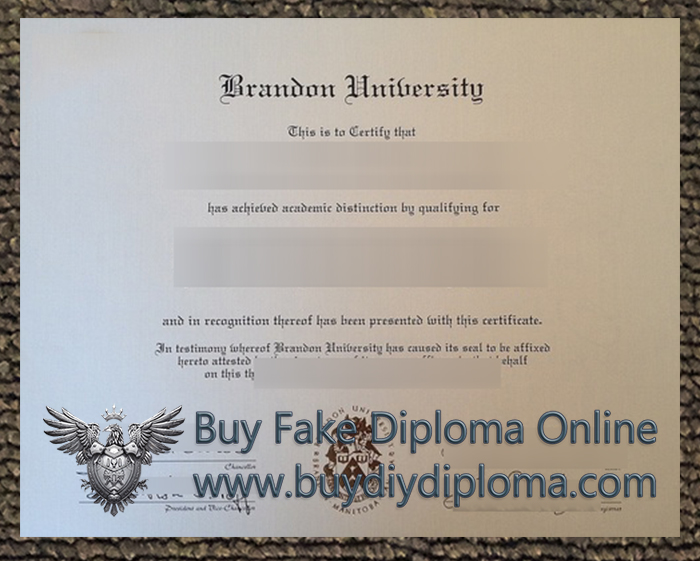 Brandon University
This is to Certify that
has achieved academic distinction by qualifying for
and in recognition thereof has been presented with this certificate.
In testimony whereof Brandon University has caused its seal to be affixed
hereto attested
on this
Buy Fake Diploma Online
Chancellor
www.buydiydiploma.com
President and Vice-Chancellor
MANITOBA